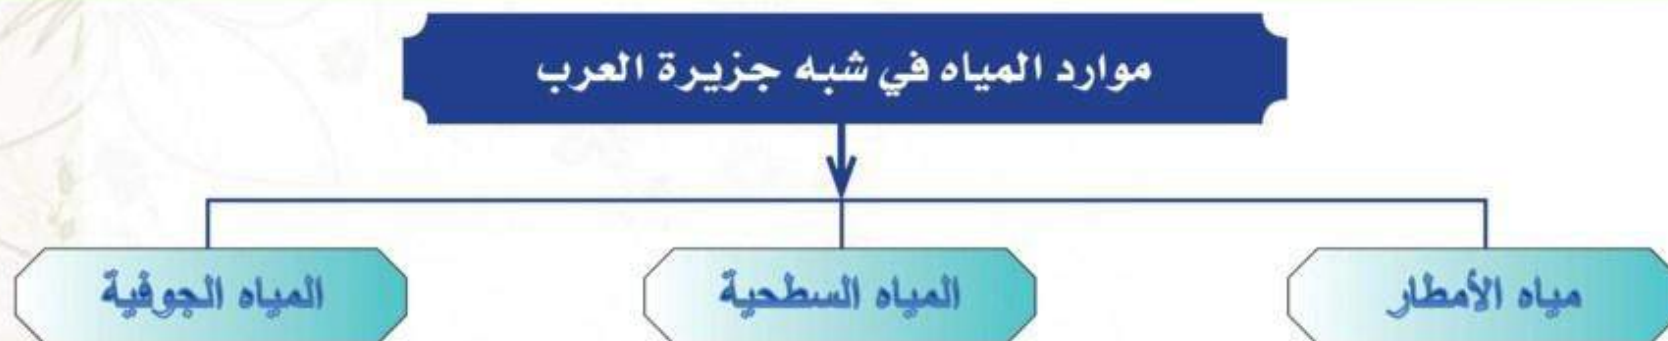 موارد المياه في شبه جزيرة العرب
مياه الأمطار
المياه السطحية
المياه الجوفية